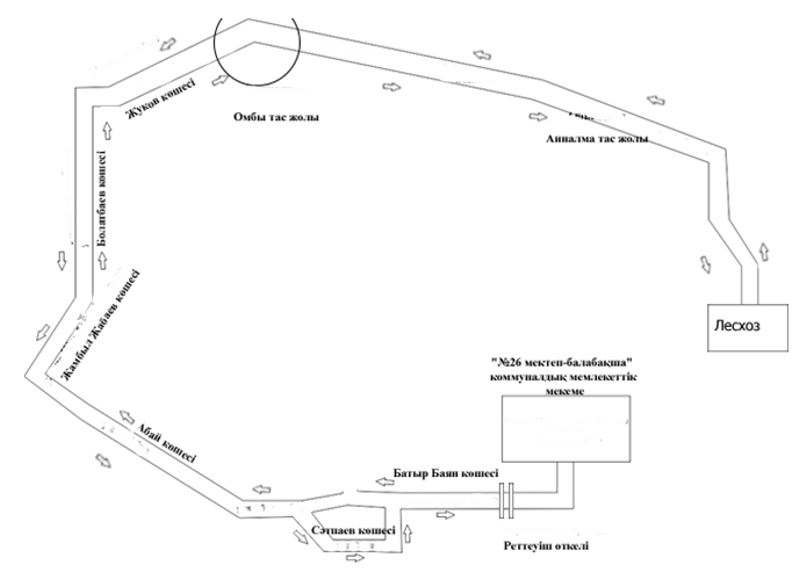 Жуков көшесі
Омбы тас жолы
Айналма тас жолы
Болатбаев көшесі
Жамбыл Жабаев көшесі
Лесхоз
"№26 мектеп-балабақша"
коммуналдық мемлекеттік
мекеме
Абай көшесі
Батыр Баян көшесі
Сәтпаев көшесі
Реттеуіш өткелі